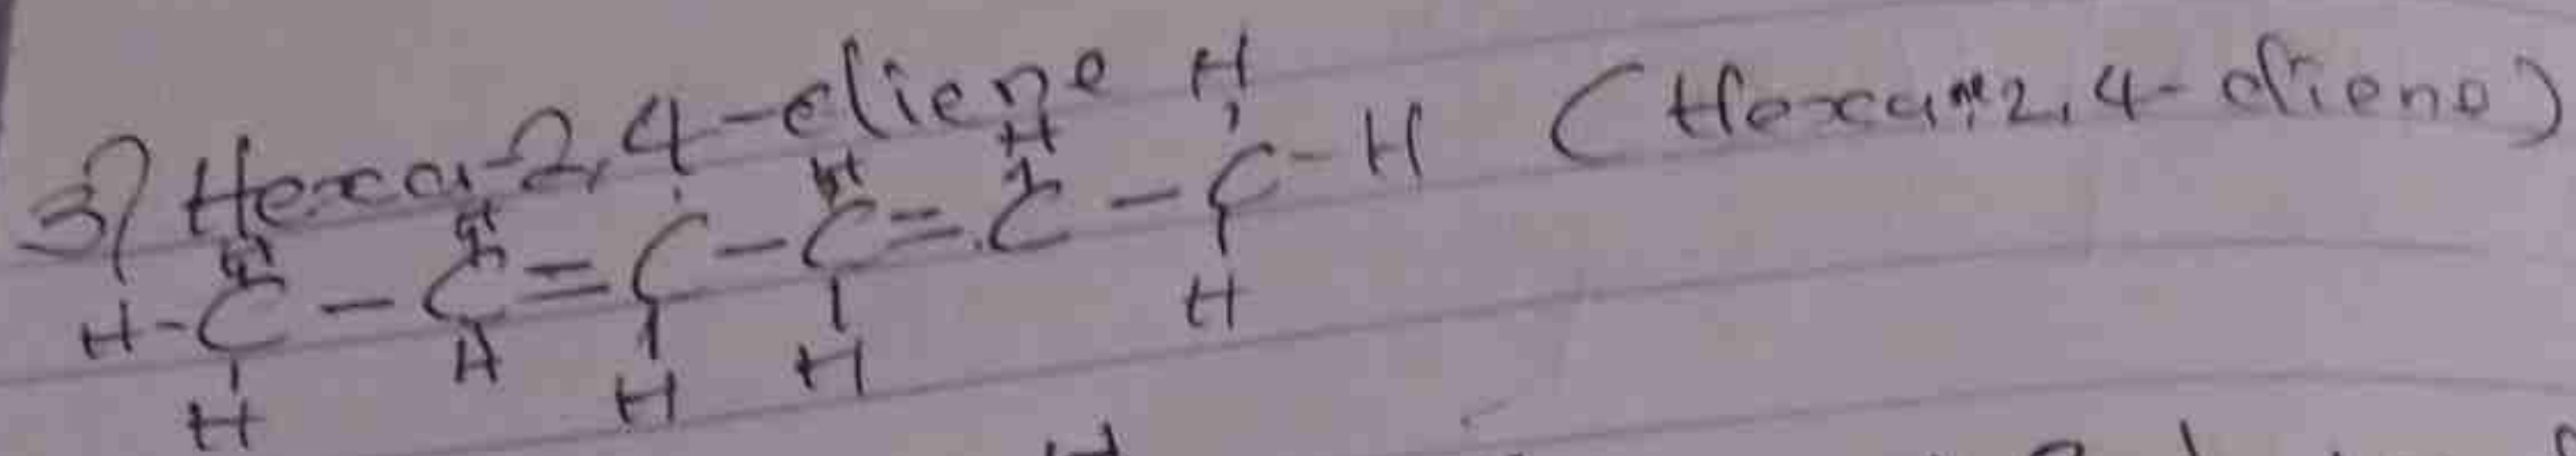 3) Hexa-2,4-diene (Hexa-2,4-diene)
H H H H H
H-C-C=C-C=C-C-H
H H H H H